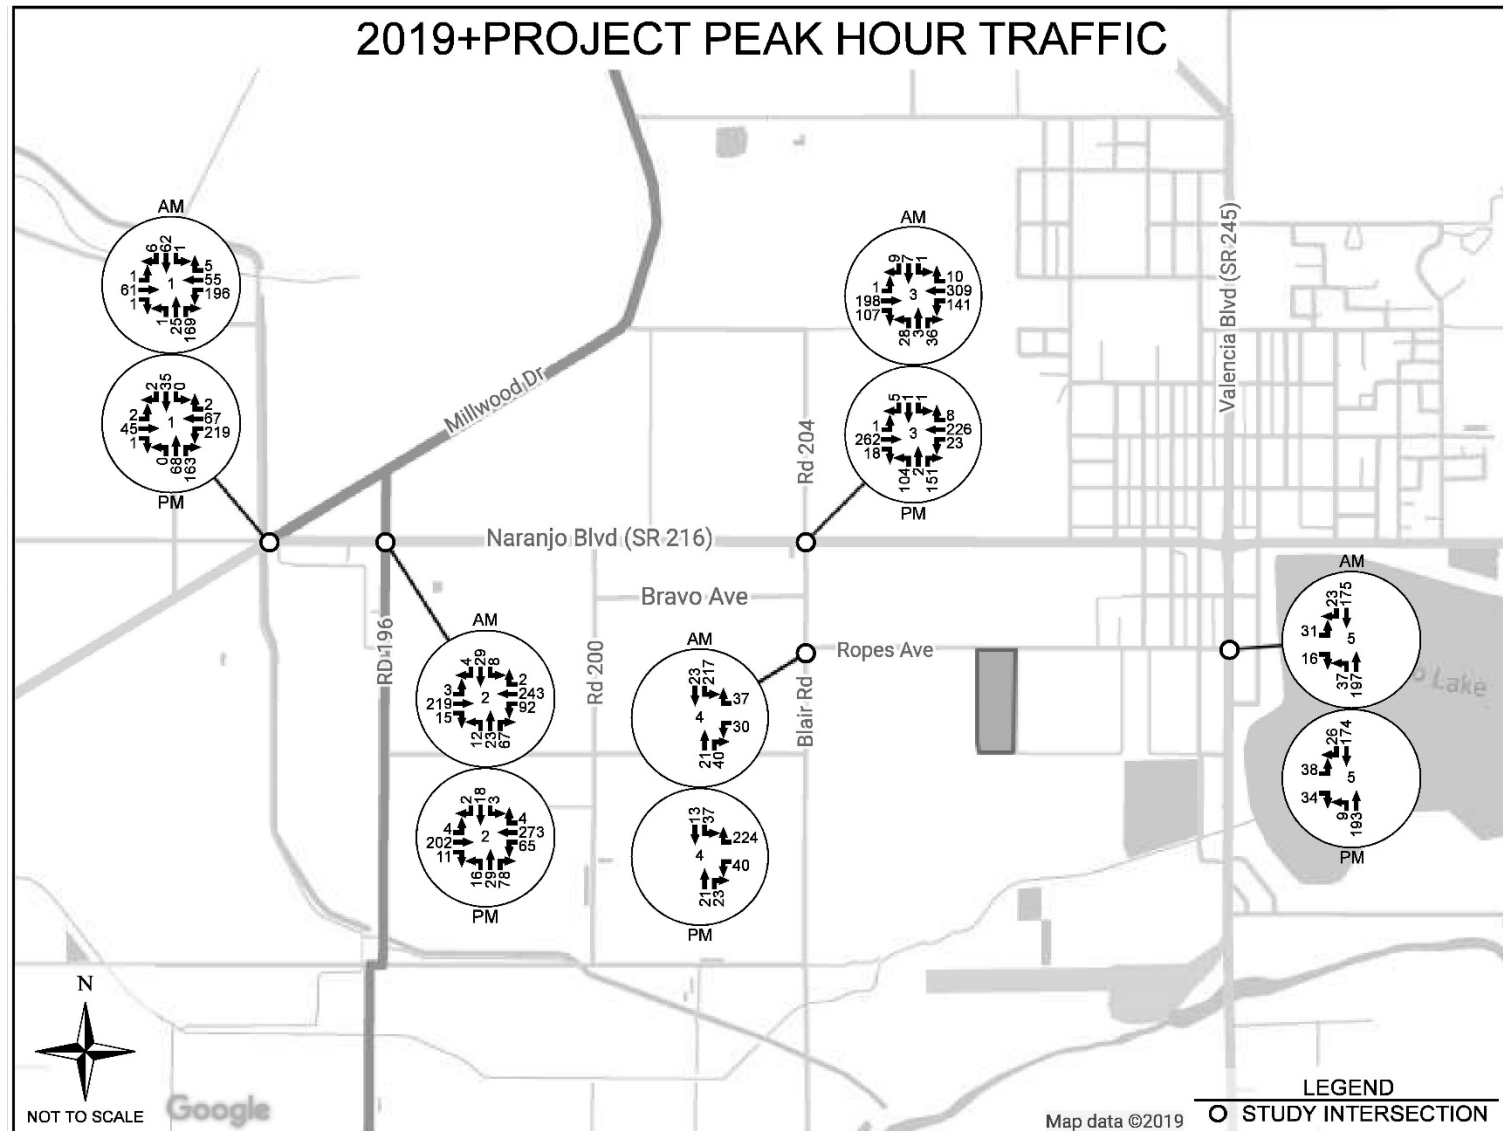 2019+PROJECT PEAK HOUR TRAFFIC
AM
6 62 1
1 5
61 1 55
1 196
1 25 169
2 35 0
2 2
45 1 67
1 219
0 68 163
PM
AM
9 7 1
1 10
198 3 309
107 141
28 3 36
5 1 1
1 8
262 3 226
18 23
104 2 151
PM
Millwood Dr
Rd 204
Valencia Blvd (SR 245)
Naranjo Blvd (SR 216)
Bravo Ave
Ropes Ave
RD 196
Rd 200
Blair Rd
AM
4 29 8
3 2
219 2 243
15 92
12 23 67
2 18 3
4 4
202 2 273
11 65
16 29 78
PM
AM
23 217
37
4
30
21 40
13 37
224
4
40
21 23
PM
AM
23 175
31
5
16
37 197
26 174
38
5
34
9 193
PM
o Lake
N
NOT TO SCALE
Google
Map data ©2019
LEGEND
STUDY INTERSECTION